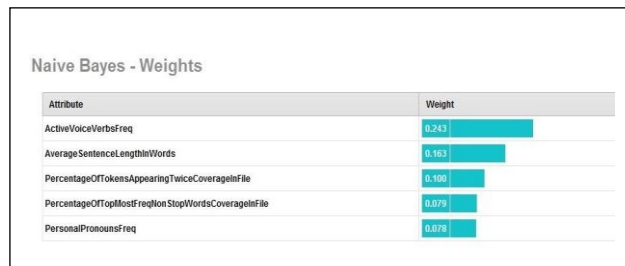 Naive Bayes - Weights
Attribute Weight
ActiveVoiceVerbsFreq 0.243
AverageSentenceLengthInWords 0.163
PercentageOfTokensAppearingTwiceCoverageInFile 0.100
PercentageOfTopMostFreqNonStopWordsCoverageInFile 0.079
PersonalPronounsFreq 0.078